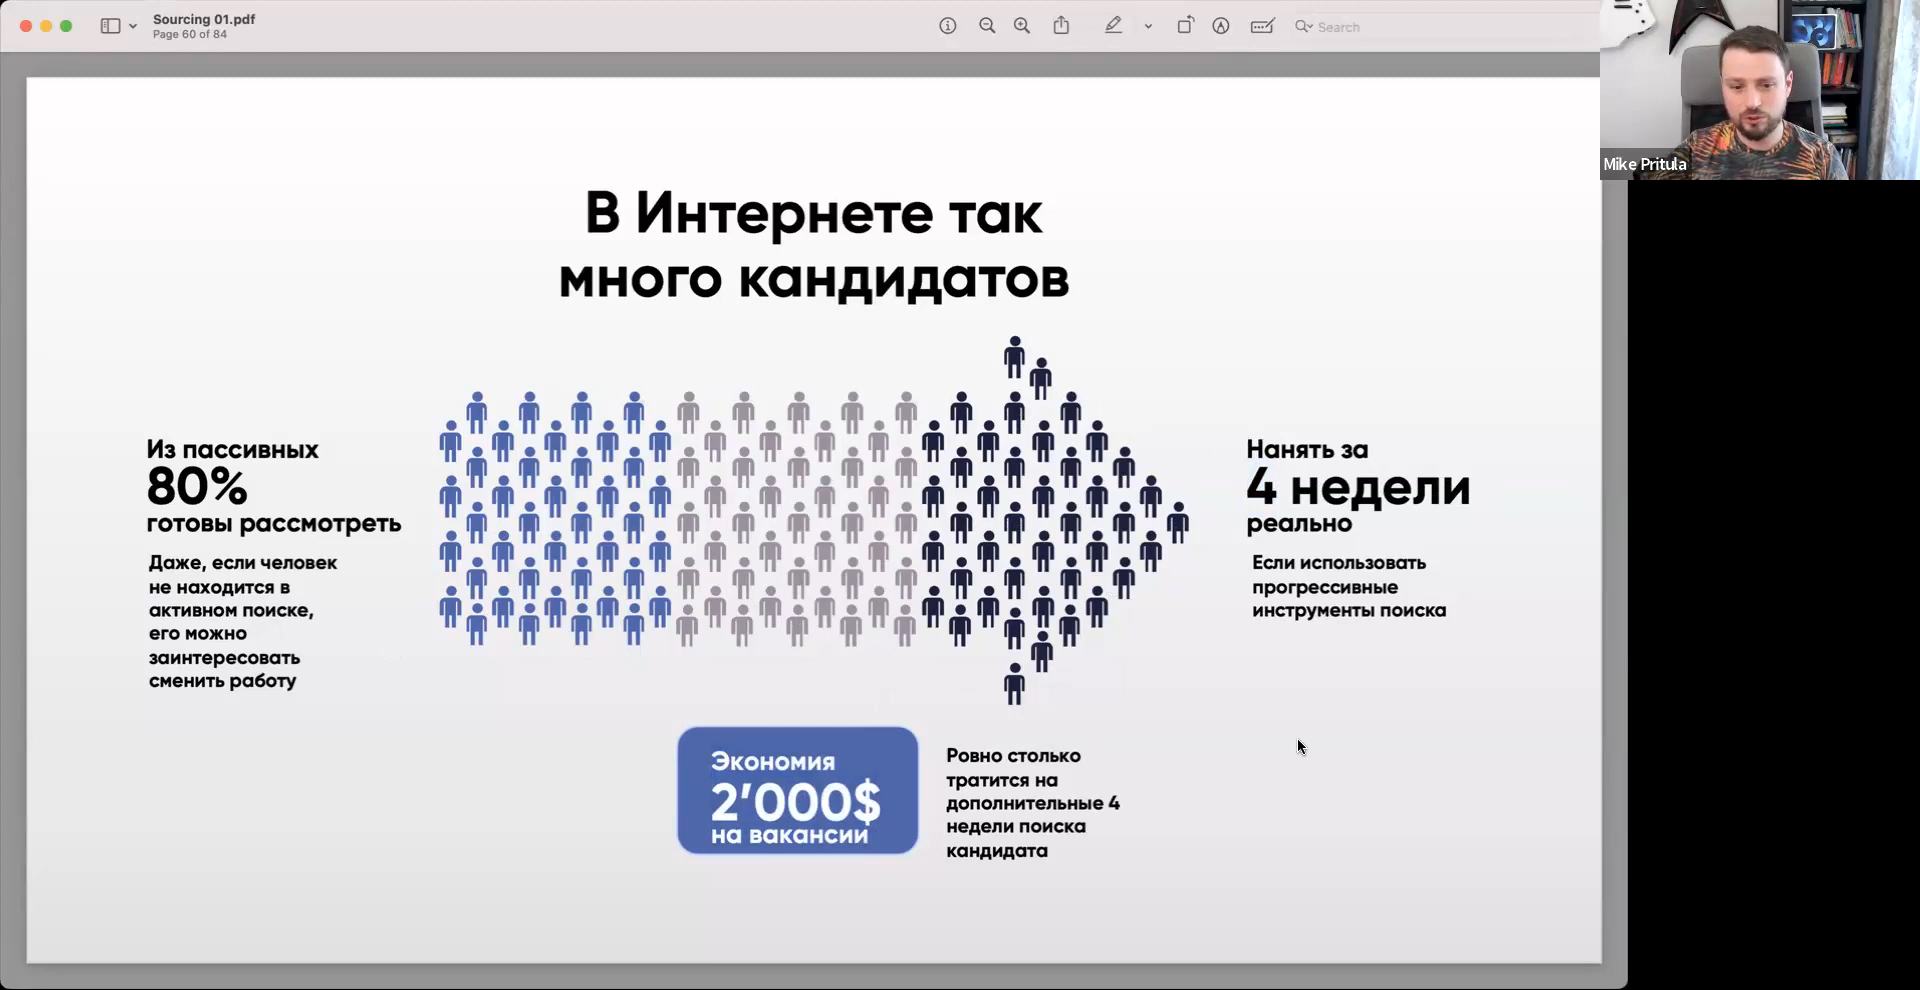 Sourcing 01.pdf
Page 60 of 84
Search
Mike Pritula
В Интернете так
много кандидатов
Из пассивных
80%
готовы рассмотреть
Даже, если человек
не находится в
активном поиске,
его можно
заинтересовать
сменить работу
Нанять за
4 недели
реально
Если использовать
прогрессивные
инструменты поиска
Экономия
2’000$
на вакансии
Ровно столько
тратится на
дополнительные 4
недели поиска
кандидата